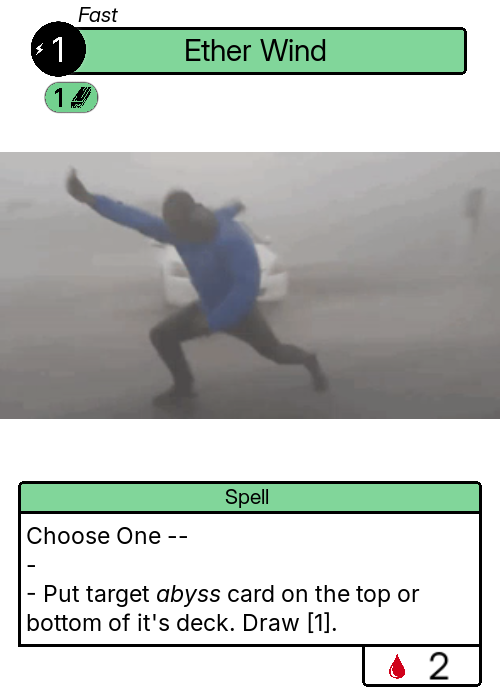 Fast
1
Ether Wind
1
Spell
Choose One --
-
- Put target abyss card on the top or
bottom of it's deck. Draw [1].
2